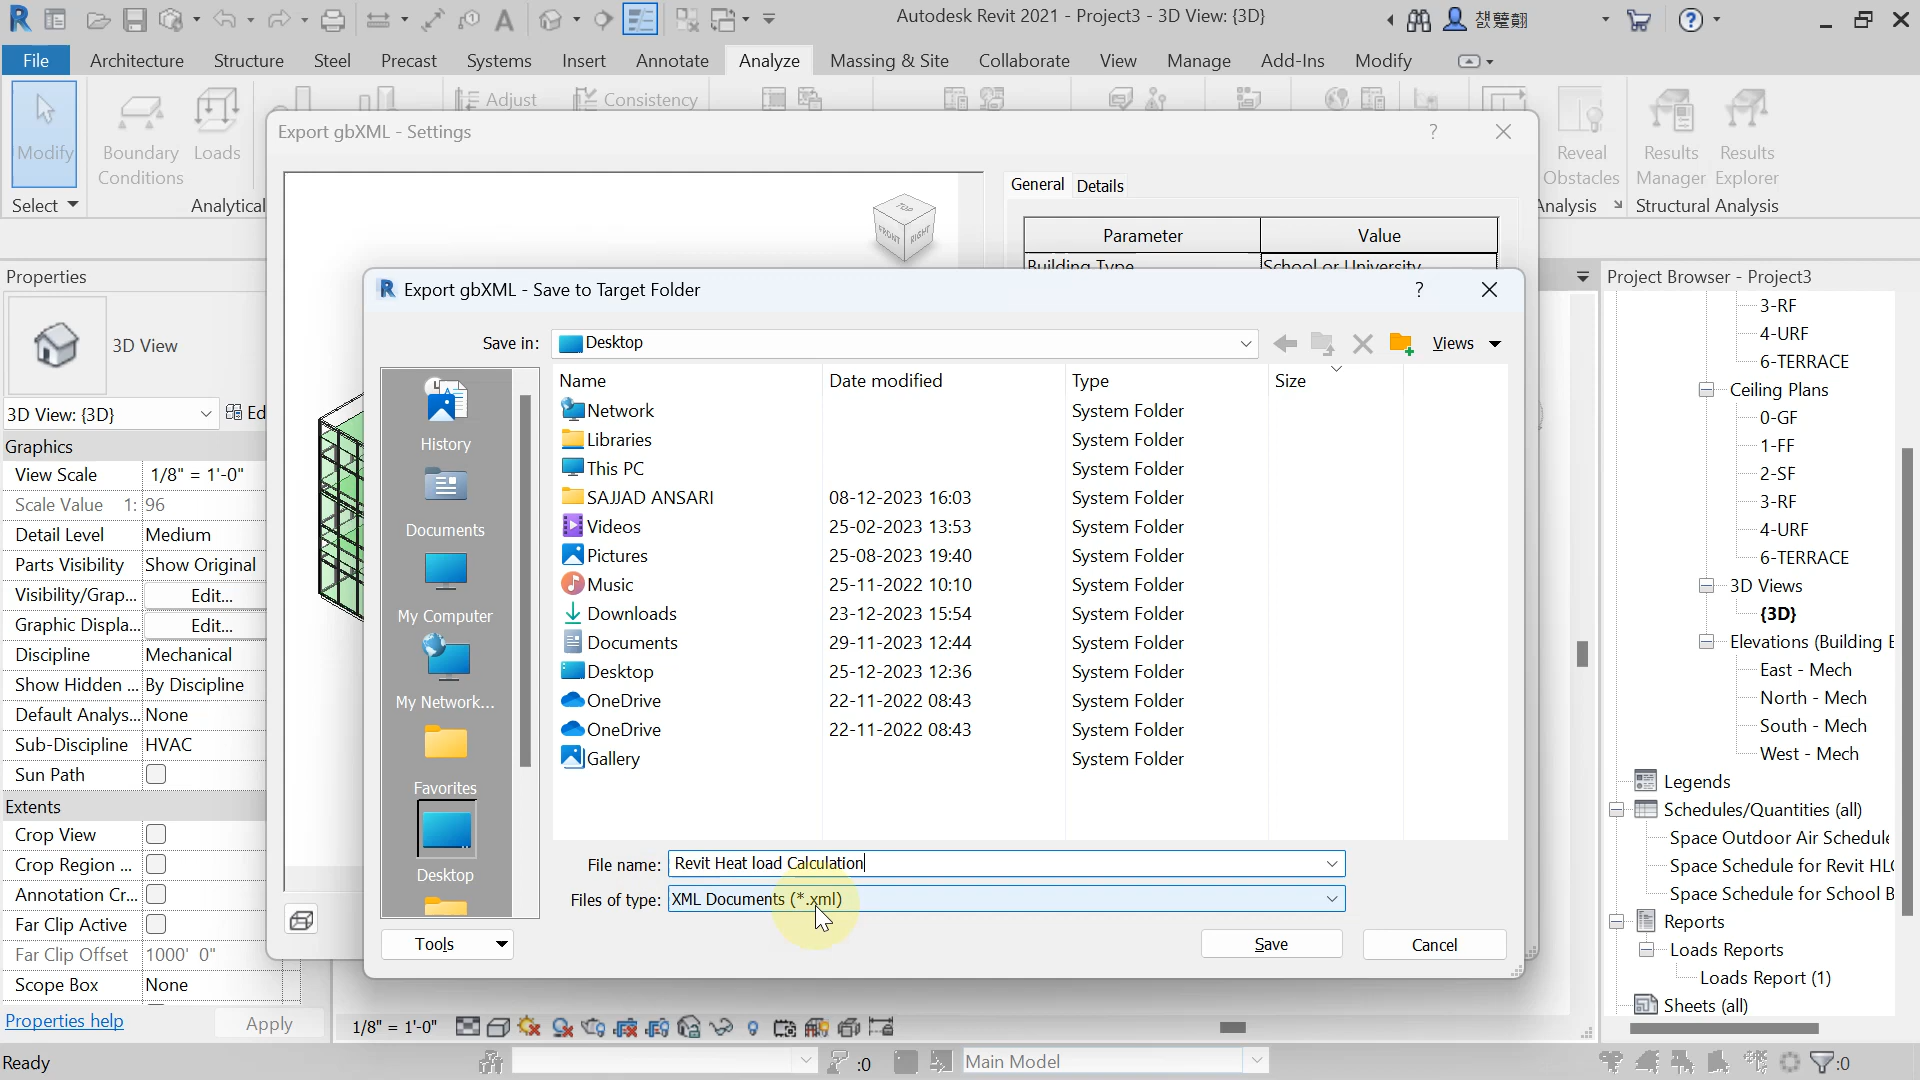 Autodesk Revit 2021 - Project3 - 3D View: {3D}
File Architecture Structure Steel Precast Systems Insert Annotate Analyze Massing & Site Collaborate View Manage Add-Ins Modify
Adjust Consistency
Modify Boundary Conditions Loads
Reveal Obstacles Results Manager Results Explorer
Select Analytical Analysis Structural Analysis
Export gbXML - Settings ?
General Details
Parameter Value
Building Type School or University
TOP FRONT RIGHT
Properties
3D View
3D View: {3D} Ed
Graphics
View Scale 1/8" = 1'-0"
Scale Value 1: 96
Detail Level Medium
Parts Visibility Show Original
Visibility/Grap... Edit...
Graphic Displa... Edit...
Discipline Mechanical
Show Hidden ... By Discipline
Default Analys... None
Sub-Discipline HVAC
Sun Path
Extents
Crop View
Crop Region ...
Annotation Cr...
Far Clip Active
Far Clip Offset 1000' 0"
Scope Box None
Properties help Apply
Export gbXML - Save to Target Folder ?
Save in: Desktop Views
History
Documents
My Computer
My Network...
Favorites
Desktop
Name Date modified Type Size
Network System Folder
Libraries System Folder
This PC System Folder
SAJJAD ANSARI 08-12-2023 16:03 System Folder
Videos 25-02-2023 13:53 System Folder
Pictures 25-08-2023 19:40 System Folder
Music 25-11-2022 10:10 System Folder
Downloads 23-12-2023 15:54 System Folder
Documents 29-11-2023 12:44 System Folder
Desktop 25-12-2023 12:36 System Folder
OneDrive 22-11-2022 08:43 System Folder
OneDrive 22-11-2022 08:43 System Folder
Gallery System Folder
File name: Revit Heat load Calculation
Files of type: XML Documents (*.xml)
Tools Save Cancel
Project Browser - Project3
3-RF
4-URF
6-TERRACE
Ceiling Plans
0-GF
1-FF
2-SF
3-RF
4-URF
6-TERRACE
3D Views
{3D}
Elevations (Building E
East - Mech
North - Mech
South - Mech
West - Mech
Legends
Schedules/Quantities (all)
Space Outdoor Air Schedule
Space Schedule for Revit HLC
Space Schedule for School B
Reports
Loads Reports
Loads Report (1)
Sheets (all)
1/8" = 1'-0"
Ready :0 Main Model :0